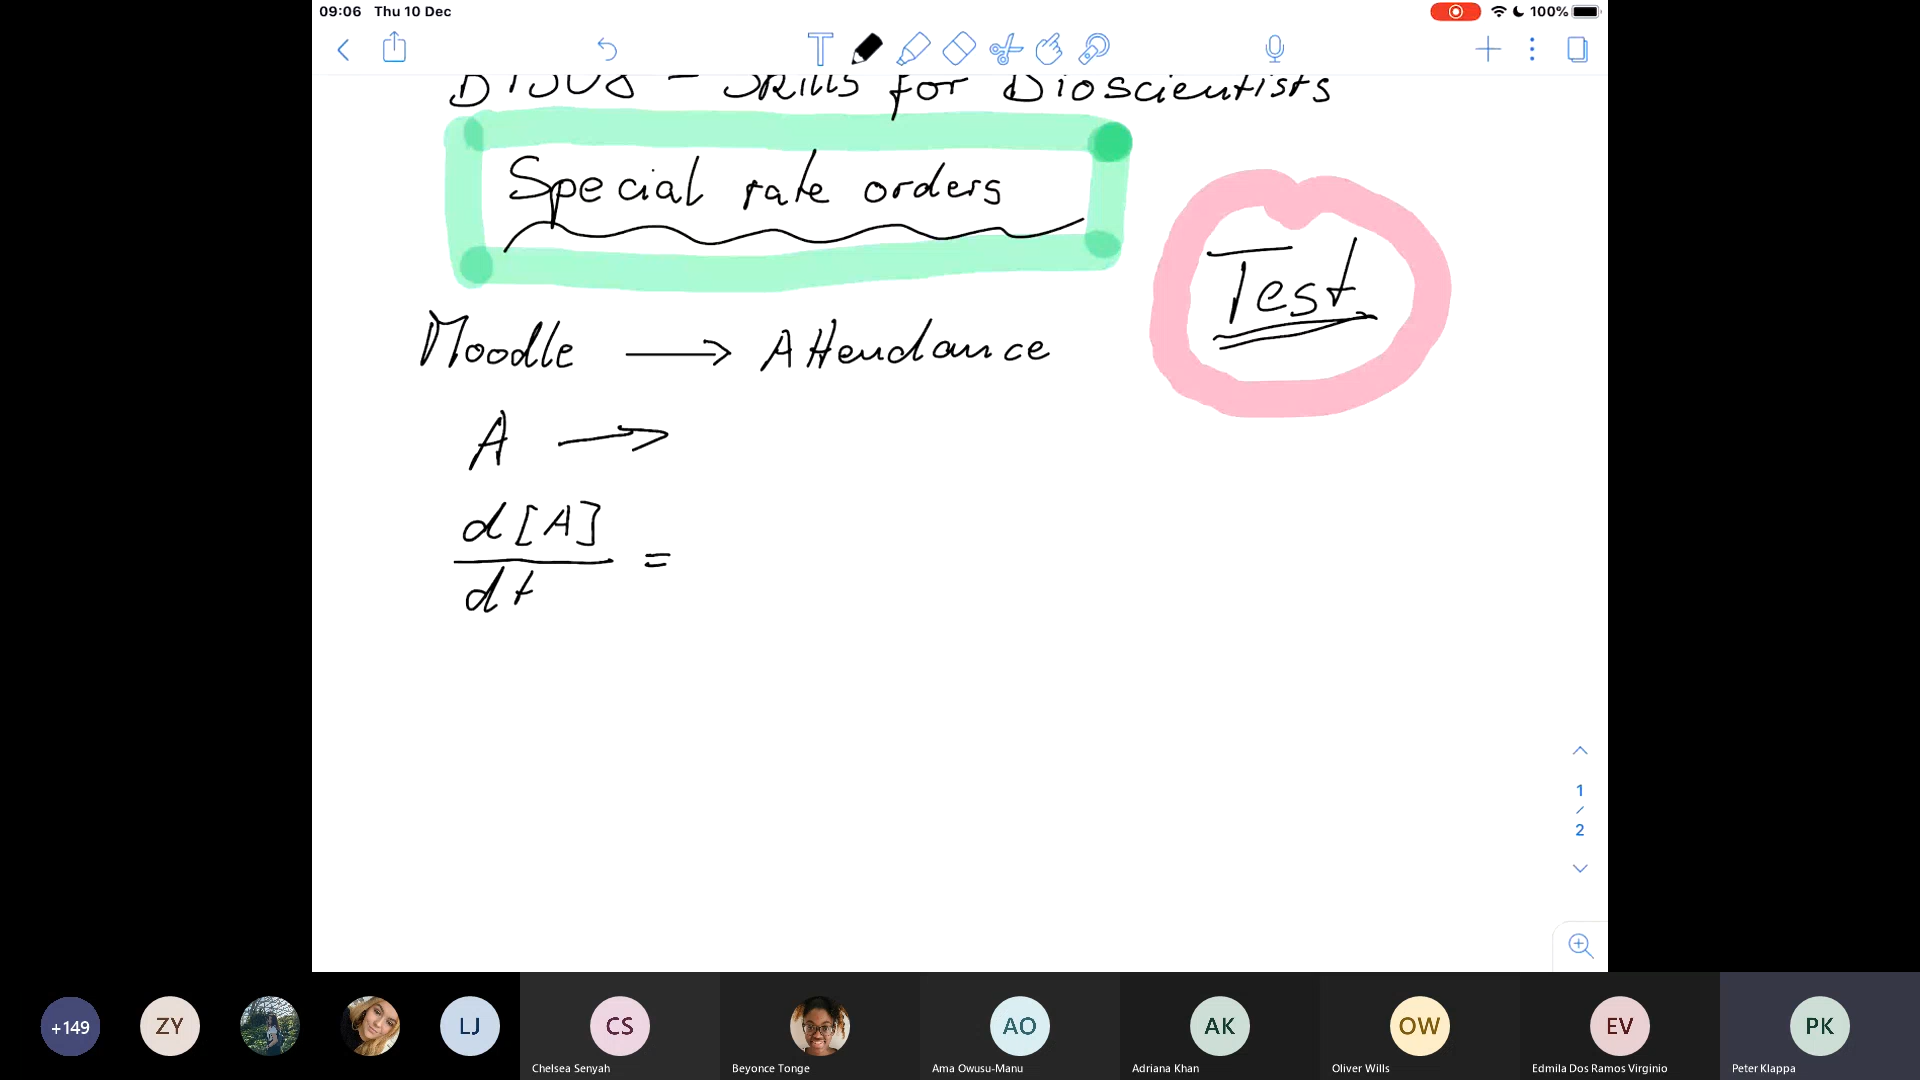 09:06 Thu 10 Dec 100%
Skills for Bioscientists
Special rate orders
Test
Moodle → Attendance
A →
d[A]
dt =
1
/
2
+149 ZY LJ CS AO AK OW EV PK
Chelsea Senyah Beyonce Tonge Ama Owusu-Manu Adriana Khan Oliver Wills Edmila Dos Ramos Virginio Peter Klappa